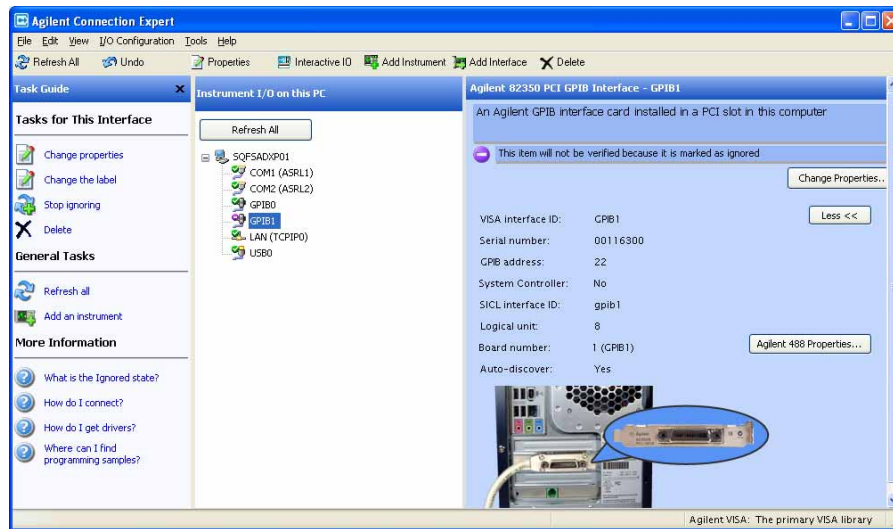 Agilent Connection Expert
File Edit View I/O Configuration Tools Help
Refresh All Undo Properties Interactive IO Add Instrument Add Interface Delete
Task Guide
Tasks for This Interface
Change properties
Change the label
Stop ignoring
Delete
General Tasks
Refresh all
Add an instrument
More Information
What is the Ignored state?
How do I connect?
How do I get drivers?
Where can I find
programming samples?
Instrument I/O on this PC
Refresh All
SQFSADXP01
COM1 (ASRL1)
COM2 (ASRL2)
GPIB0
GPIB1
LAN (TCPIP0)
USB0
Agilent 82350 PCI GPIB Interface - GPIB1
An Agilent GPIB interface card installed in a PCI slot in this computer
This item will not be verified because it is marked as ignored
Change Properties..
Less <<
VISA interface ID: GPIB1
Serial number: 00116300
GPIB address: 22
System Controller: No
SICL interface ID: gpib1
Logical unit: 8
Board number: 1 (GPIB1)
Agilent 488 Properties...
Auto-discover: Yes
Agilent
Agilent VISA: The primary VISA library